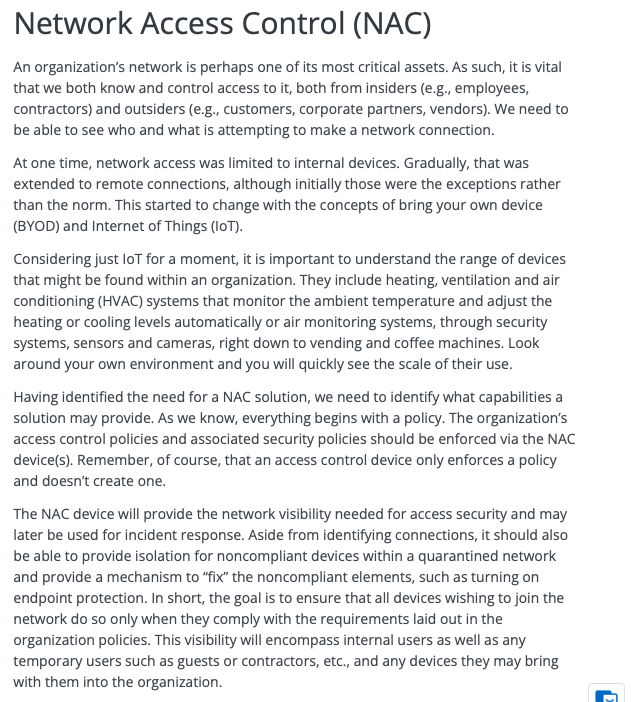 Network Access Control (NAC)
An organization’s network is perhaps one of its most critical assets. As such, it is vital
that we both know and control access to it, both from insiders (e.g., employees,
contractors) and outsiders (e.g., customers, corporate partners, vendors). We need to
be able to see who and what is attempting to make a network connection.
At one time, network access was limited to internal devices. Gradually, that was
extended to remote connections, although initially those were the exceptions rather
than the norm. This started to change with the concepts of bring your own device
(BYOD) and Internet of Things (IoT).
Considering just IoT for a moment, it is important to understand the range of devices
that might be found within an organization. They include heating, ventilation and air
conditioning (HVAC) systems that monitor the ambient temperature and adjust the
heating or cooling levels automatically or air monitoring systems, through security
systems, sensors and cameras, right down to vending and coffee machines. Look
around your own environment and you will quickly see the scale of their use.
Having identified the need for a NAC solution, we need to identify what capabilities a
solution may provide. As we know, everything begins with a policy. The organization’s
access control policies and associated security policies should be enforced via the NAC
device(s). Remember, of course, that an access control device only enforces a policy
and doesn’t create one.
The NAC device will provide the network visibility needed for access security and may
later be used for incident response. Aside from identifying connections, it should also
be able to provide isolation for noncompliant devices within a quarantined network
and provide a mechanism to “fix” the noncompliant elements, such as turning on
endpoint protection. In short, the goal is to ensure that all devices wishing to join the
network do so only when they comply with the requirements laid out in the
organization policies. This visibility will encompass internal users as well as any
temporary users such as guests or contractors, etc., and any devices they may bring
with them into the organization.